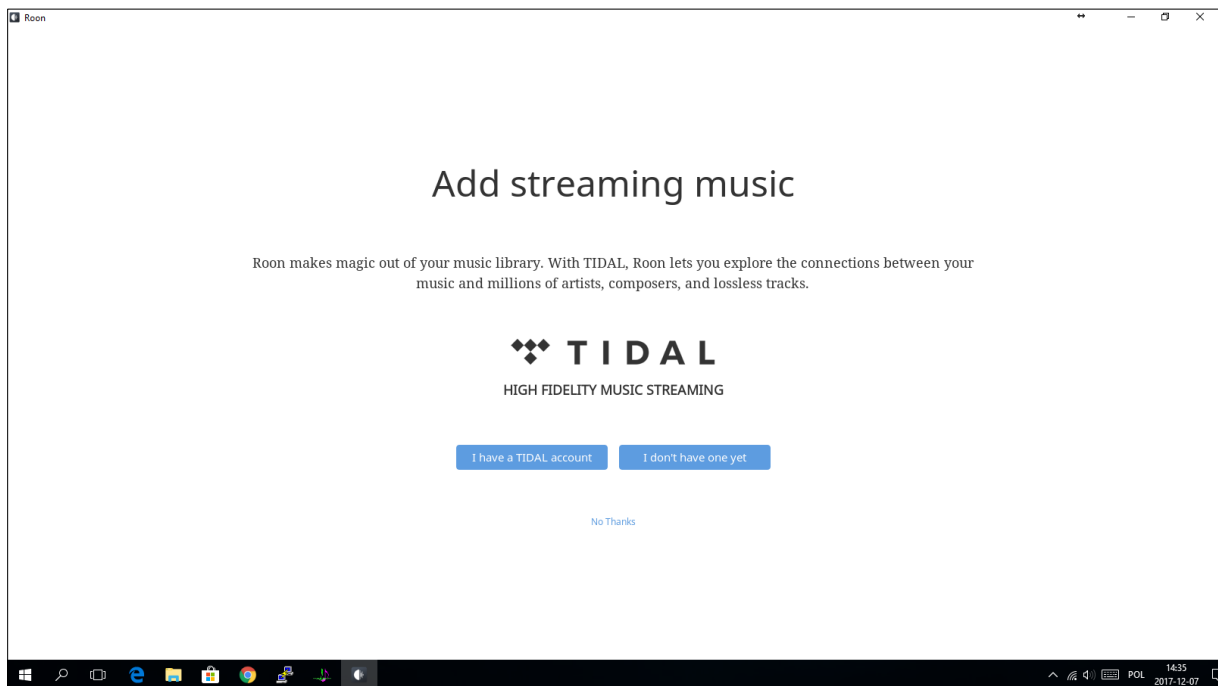 Roon
Add streaming music
Roon makes magic out of your music library. With TIDAL, Roon lets you explore the connections between your
music and millions of artists, composers, and lossless tracks.
TIDAL
HIGH FIDELITY MUSIC STREAMING
I have a TIDAL account
I don't have one yet
No Thanks
POL
14:35
2017-12-07